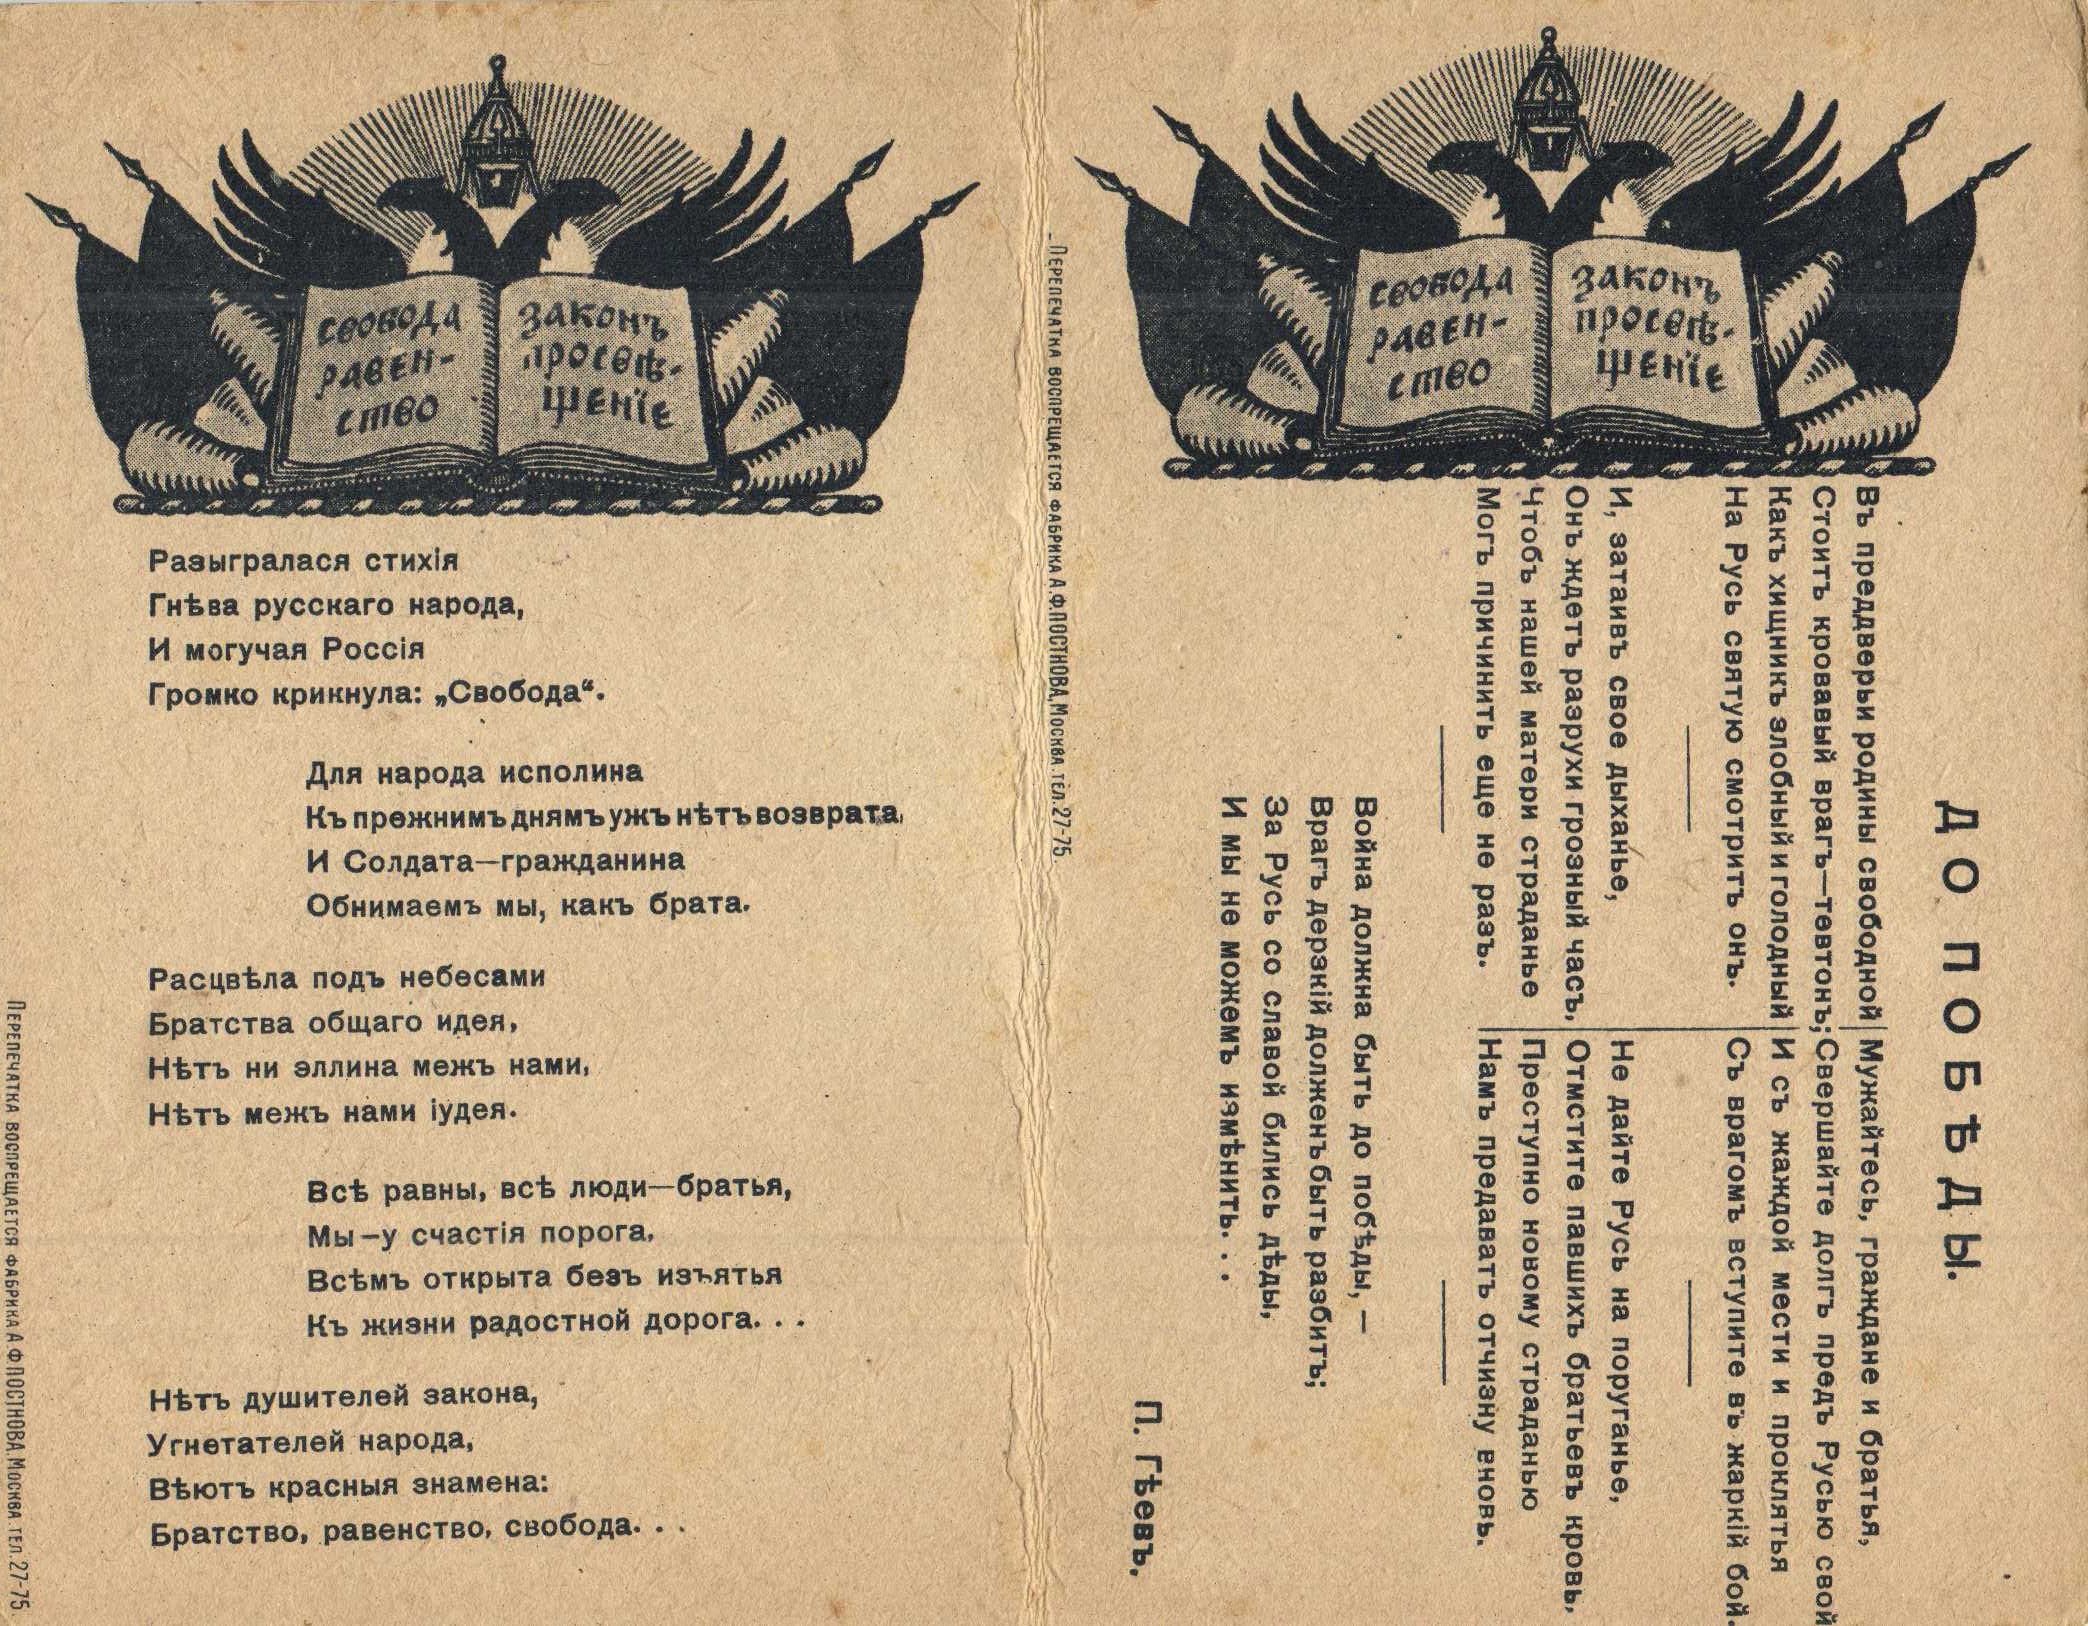 СВОБОДА
РАВЕН-
СТВО
ЗАКОНЪ
ПРОСВѢ-
ЩЕНІЕ
Разыгралася стихія
Гнѣва русскаго народа,
И могучая Россія
Громко крикнула: „Свобода“.
Для народа исполина
Къ прежнимъ днямъ ужъ нѣтъ возврата,
И Солдата—гражданина
Обнимаемъ мы, какъ брата.
Расцвѣла подъ небесами
Братства общаго идея,
Нѣтъ ни эллина межъ нами,
Нѣтъ межъ нами іудея.
Всѣ равны, всѣ люди—братья,
Мы—у счастія порога,
Всѣмъ открыта безъ изъятья
Къ жизни радостной дорога. . .
Нѣтъ душителей закона,
Угнетателей народа,
Вѣютъ красныя знамена:
Братство, равенство, свобода. . .
Перепечатка воспрещается фабрика А.Ф.ПОСТНОВА, Москва. тел. 27-75.
СВОБОДА
РАВЕН-
СТВО
ЗАКОНЪ
ПРОСВѢ-
ЩЕНІЕ
ДО ПОБѢДЫ.
Въ предверьи родины свободной
Стоитъ кровавый врагъ—тевтонъ;
Какъ хищникъ злобный и голодный
На Русь святую смотритъ онъ.
И, затаивъ свое дыханье,
Онъ ждетъ разрухи грозный часъ,
Чтобъ нашей матери страданье
Могъ причинить еще не разъ.
Мужайтесь, граждане и братья,
Свершайте долгъ предъ Русью свой
И съ жаждой мести и проклятья
Съ врагомъ вступите въ жаркій бой.
Не дайте Русь на поруганье,
Отмстите павшихъ братьевъ кровь,
Преступно новому страданью
Намъ предавать отчизну вновь.
Война должна быть до побѣды, —
Врагъ дерзкій долженъ быть разбитъ;
За Русь со славой бились дѣды,
И мы не можемъ измѣнить. . .
П. Гѣевъ.
Перепечатка воспрещается фабрика А.Ф.ПОСТНОВА, Москва. тел. 27-75.